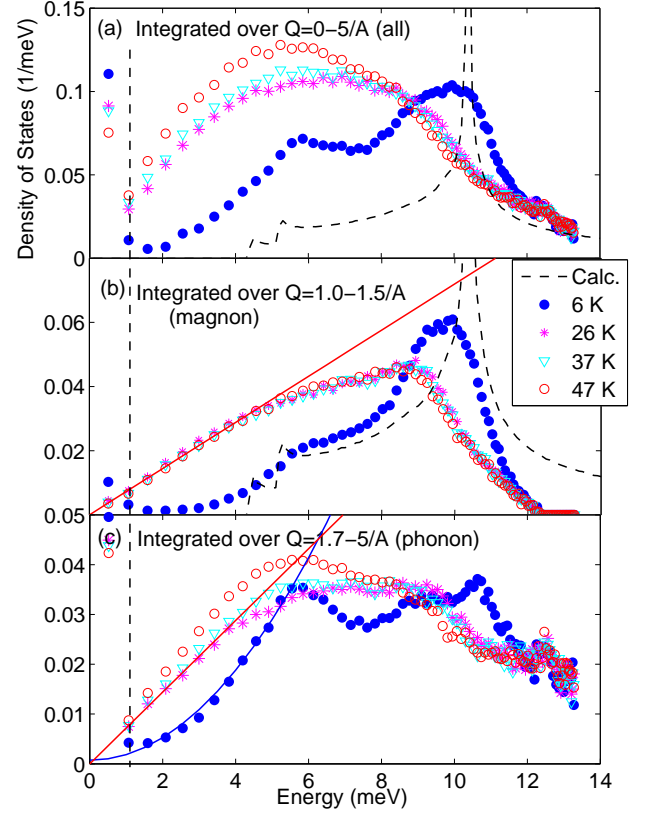 (a) Integrated over Q=0−5/A (all)
Density of States (1/meV)
0.15
0.10
0.05
0
(b) Integrated over Q=1.0−1.5/A
(magnon)
0.06
0.04
0.02
0.00
Calc.
6 K
26 K
37 K
47 K
(c) Integrated over Q=1.7−5/A (phonon)
0.05
0.04
0.03
0.02
0.01
0
0 2 4 6 8 10 12 14
Energy (meV)